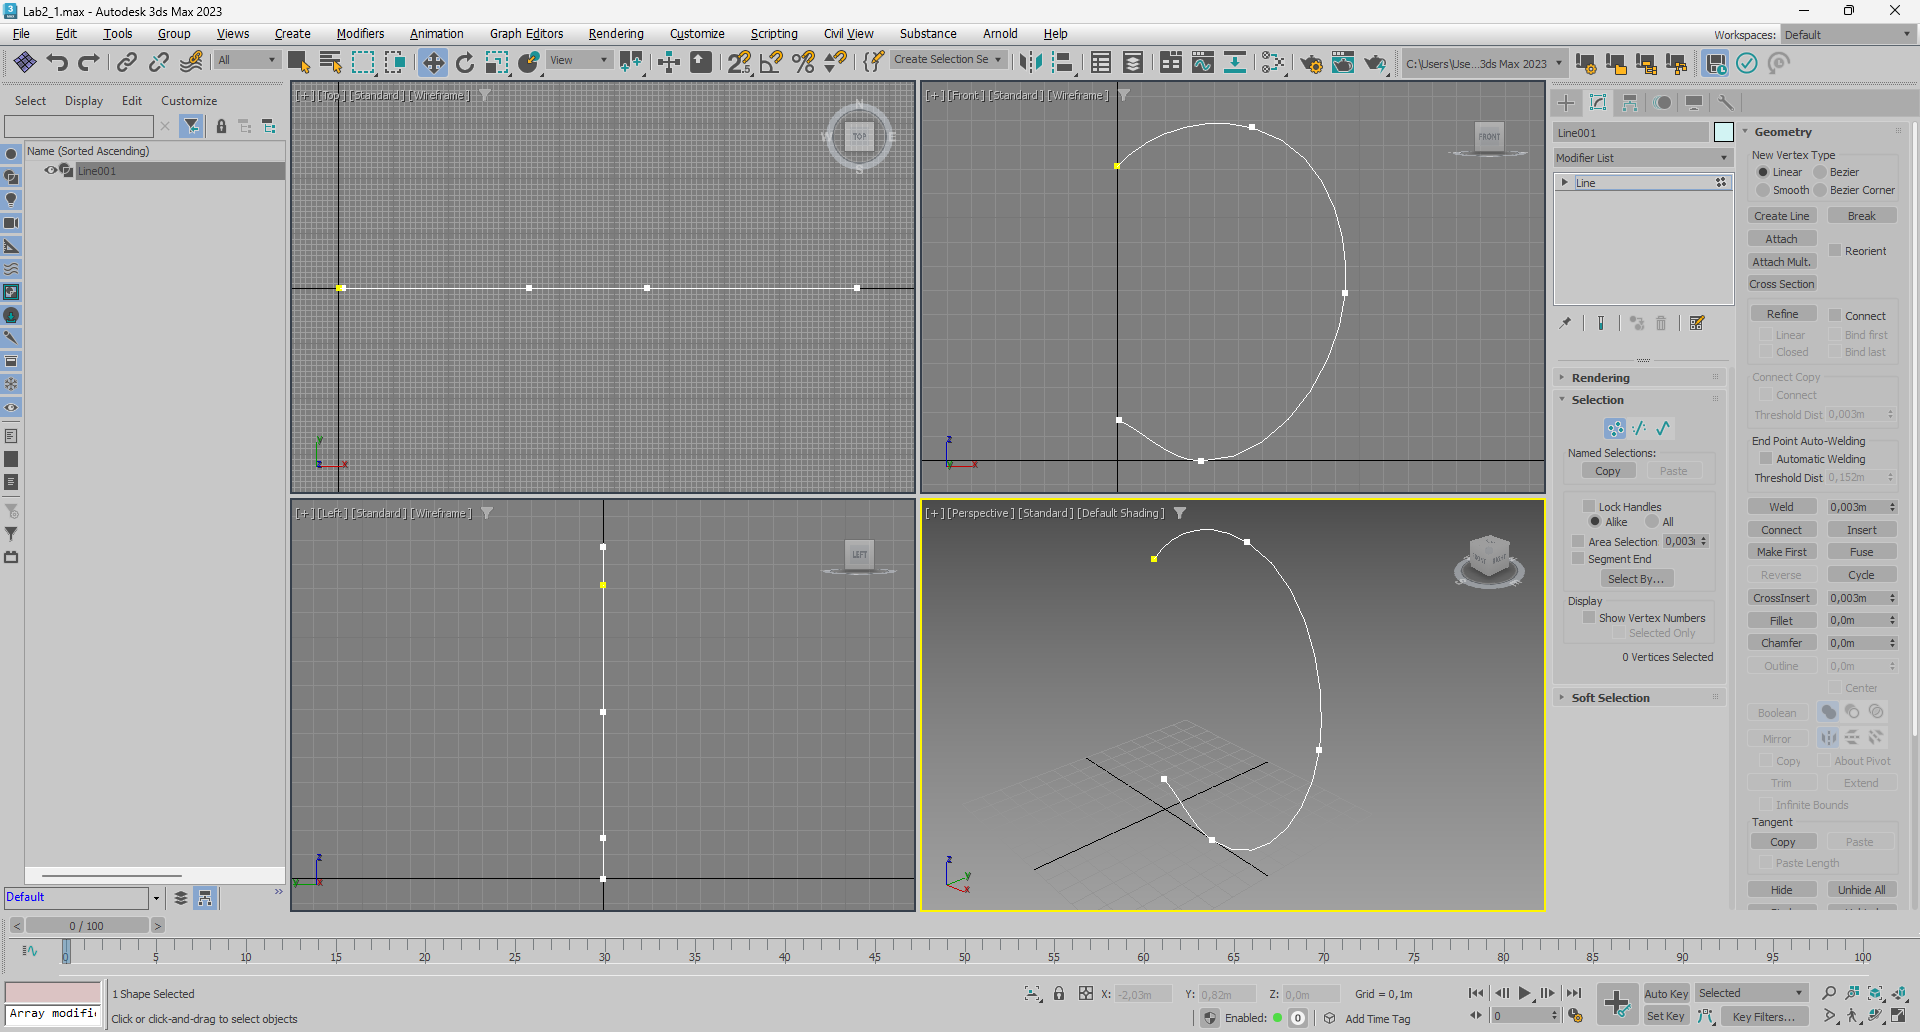 Lab2_1.max - Autodesk 3ds Max 2023
File Edit Tools Group Views Create Modifiers Animation Graph Editors Rendering Customize Scripting Civil View Substance Arnold Help
Workspaces: Default
All
View
Create Selection Se
C:\Users\Use...3ds Max 2023
Select Display Edit Customize
Name (Sorted Ascending)
Line001
Default
[+] [Top] [Standard] [Wireframe]
N
W TOP E
S
y
z x
[+] [Front] [Standard] [Wireframe]
FRONT
z
y x
[+] [Left] [Standard] [Wireframe]
LEFT
z
y x
[+] [Perspective] [Standard] [Default Shading]
z
y
x
Line001
Modifier List
Line
Rendering
Selection
Named Selections:
Copy Paste
Lock Handles
Alike All
Area Selection 0,003
Segment End
Select By...
Display
Show Vertex Numbers
Selected Only
0 Vertices Selected
Soft Selection
Geometry
New Vertex Type
Linear Bezier
Smooth Bezier Corner
Create Line Break
Attach
Reorient
Attach Mult.
Cross Section
Refine Connect
Linear Bind first
Closed Bind last
Connect Copy
Connect
Threshold Dist 0,003m
End Point Auto-Welding
Automatic Welding
Threshold Dist 0,152m
Weld 0,003m
Connect Insert
Make First Fuse
Reverse Cycle
CrossInsert 0,003m
Fillet 0,0m
Chamfer 0,0m
Outline 0,0m
Center
Boolean
Mirror
Copy About Pivot
Trim Extend
Infinite Bounds
Tangent
Copy Paste
Paste Length
Hide Unhide All
< 0 / 100 >
0 5 10 15 20 25 30 35 40 45 50 55 60 65 70 75 80 85 90 95 100
1 Shape Selected
Click or click-and-drag to select objects
Array modifi
X: -2,03m Y: 0,82m Z: 0,0m Grid = 0,1m
Enabled: 0 Add Time Tag
0
Auto Key Selected
Set Key Key Filters...